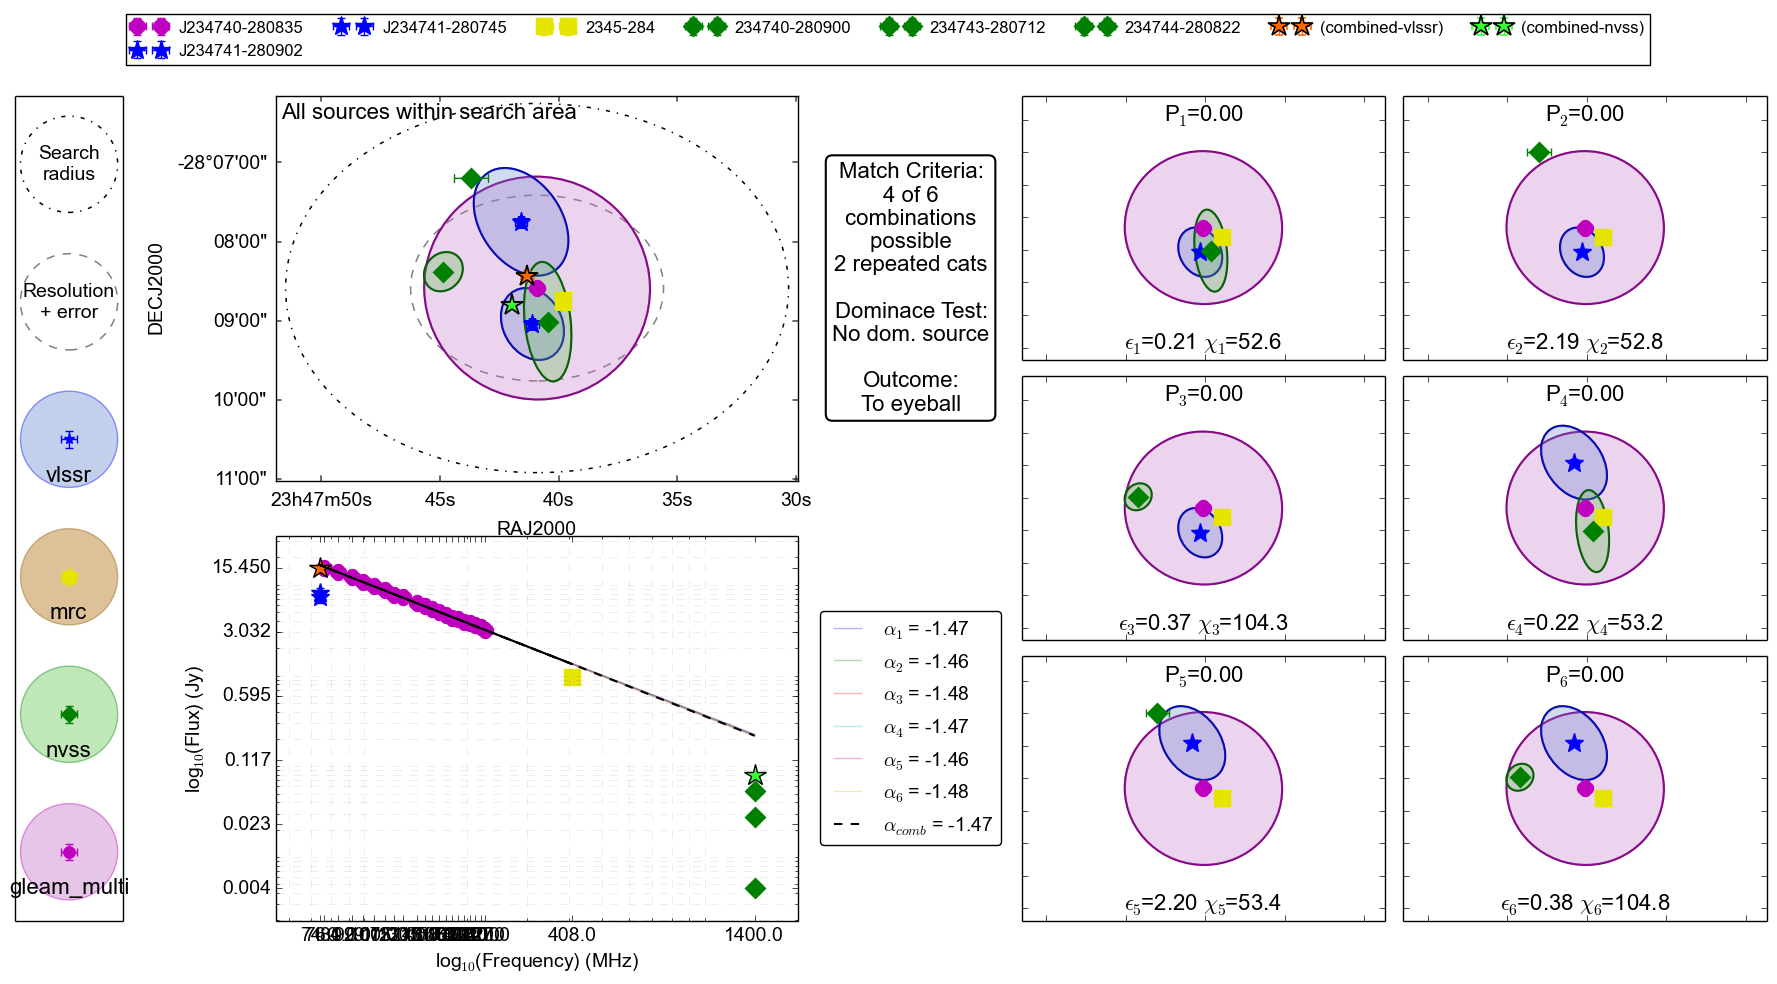 J234740-280835
J234741-280745
2345-284
234740-280900
234743-280712
234744-280822
(combined-vlssr)
(combined-nvss)
J234741-280902
Search
radius
Resolution
+ error
vlssr
mrc
nvss
gleam_multi
All sources within search area
DECJ2000
-28°07'00"
08'00"
09'00"
10'00"
11'00"
23h47m50s
45s
40s
35s
30s
RAJ2000
Match Criteria:
4 of 6
combinations
possible
2 repeated cats
Dominace Test:
No dom. source
Outcome:
To eyeball
log10(Flux) (Jy)
15.450
3.032
0.595
0.117
0.023
0.004
408.0
1400.0
log10(Frequency) (MHz)
α1 = -1.47
α2 = -1.46
α3 = -1.48
α4 = -1.47
α5 = -1.46
α6 = -1.48
αcomb = -1.47
P1=0.00
ϵ1=0.21 χ1=52.6
P2=0.00
ϵ2=2.19 χ2=52.8
P3=0.00
ϵ3=0.37 χ3=104.3
P4=0.00
ϵ4=0.22 χ4=53.2
P5=0.00
ϵ5=2.20 χ5=53.4
P6=0.00
ϵ6=0.38 χ6=104.8